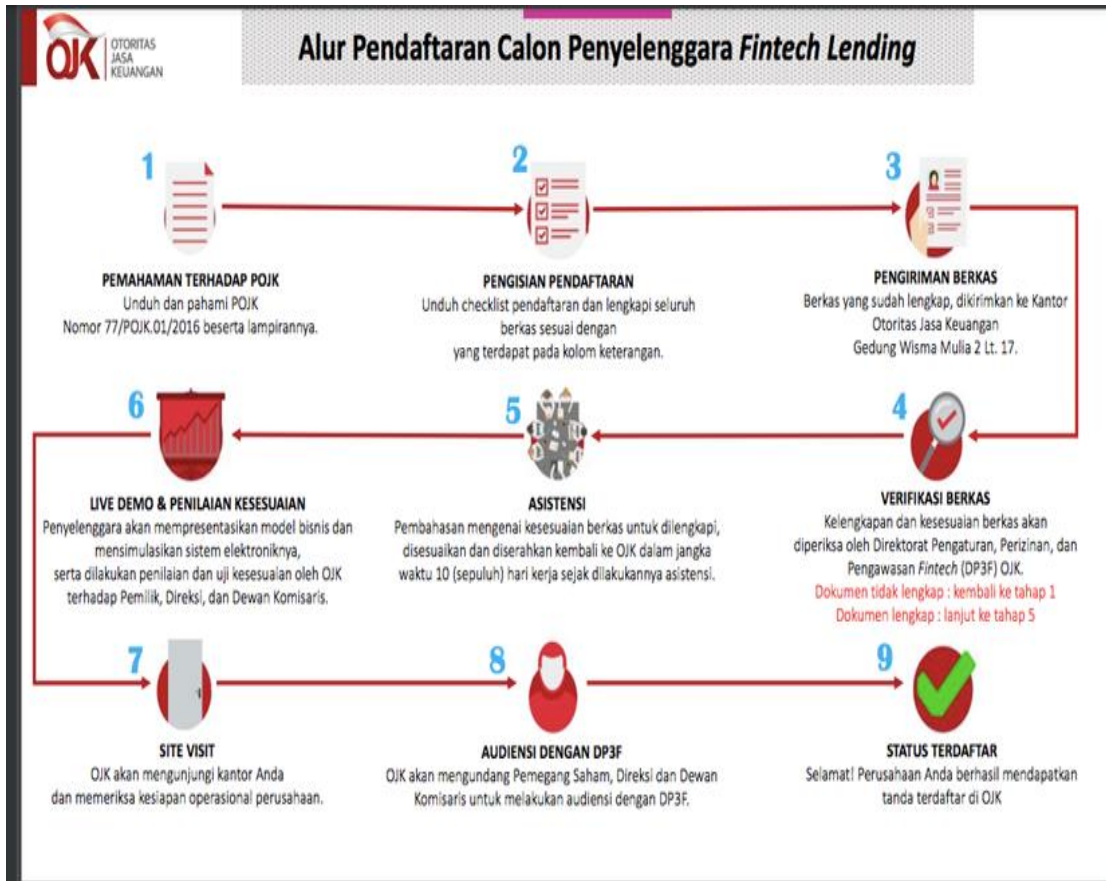 OJK
OTORITAS
JASA
KEUANGAN
Alur Pendaftaran Calon Penyelenggara Fintech Lending
1
PEMAHAMAN TERHADAP POJK
Unduh dan pahami POJK
Nomor 77/POJK.01/2016 beserta lampirannya.
2
PENGISIAN PENDAFTARAN
Unduh checklist pendaftaran dan lengkapi seluruh
berkas sesuai dengan
yang terdapat pada kolom keterangan.
3
PENGIRIMAN BERKAS
Berkas yang sudah lengkap, dikirimkan ke Kantor
Otoritas Jasa Keuangan
Gedung Wisma Mulia 2 Lt. 17.
4
VERIFIKASI BERKAS
Kelengkapan dan kesesuaian berkas akan
diperiksa oleh Direktorat Pengaturan, Perizinan, dan
Pengawasan Fintech (DP3F) OJK.
Dokumen tidak lengkap : kembali ke tahap 1
Dokumen lengkap : lanjut ke tahap 5
5
ASISTENSI
Pembahasan mengenai kesesuaian berkas untuk dilengkapi,
disesuaikan dan diserahkan kembali ke OJK dalam jangka
waktu 10 (sepuluh) hari kerja sejak dilakukannya asistensi.
6
LIVE DEMO & PENILAIAN KESESUAIAN
Penyelenggara akan mempresentasikan model bisnis dan
mensimulasikan sistem elektroniknya,
serta dilakukan penilaian dan uji kesesuaian oleh OJK
terhadap Pemilik, Direksi, dan Dewan Komisaris.
7
SITE VISIT
OJK akan mengunjungi kantor Anda
dan memeriksa kesiapan operasional perusahaan.
8
AUDIENSI DENGAN DP3F
OJK akan mengundang Pemegang Saham, Direksi dan Dewan
Komisaris untuk melakukan audiensi dengan DP3F.
9
STATUS TERDAFTAR
Selamat! Perusahaan Anda berhasil mendapatkan
tanda terdaftar di OJK